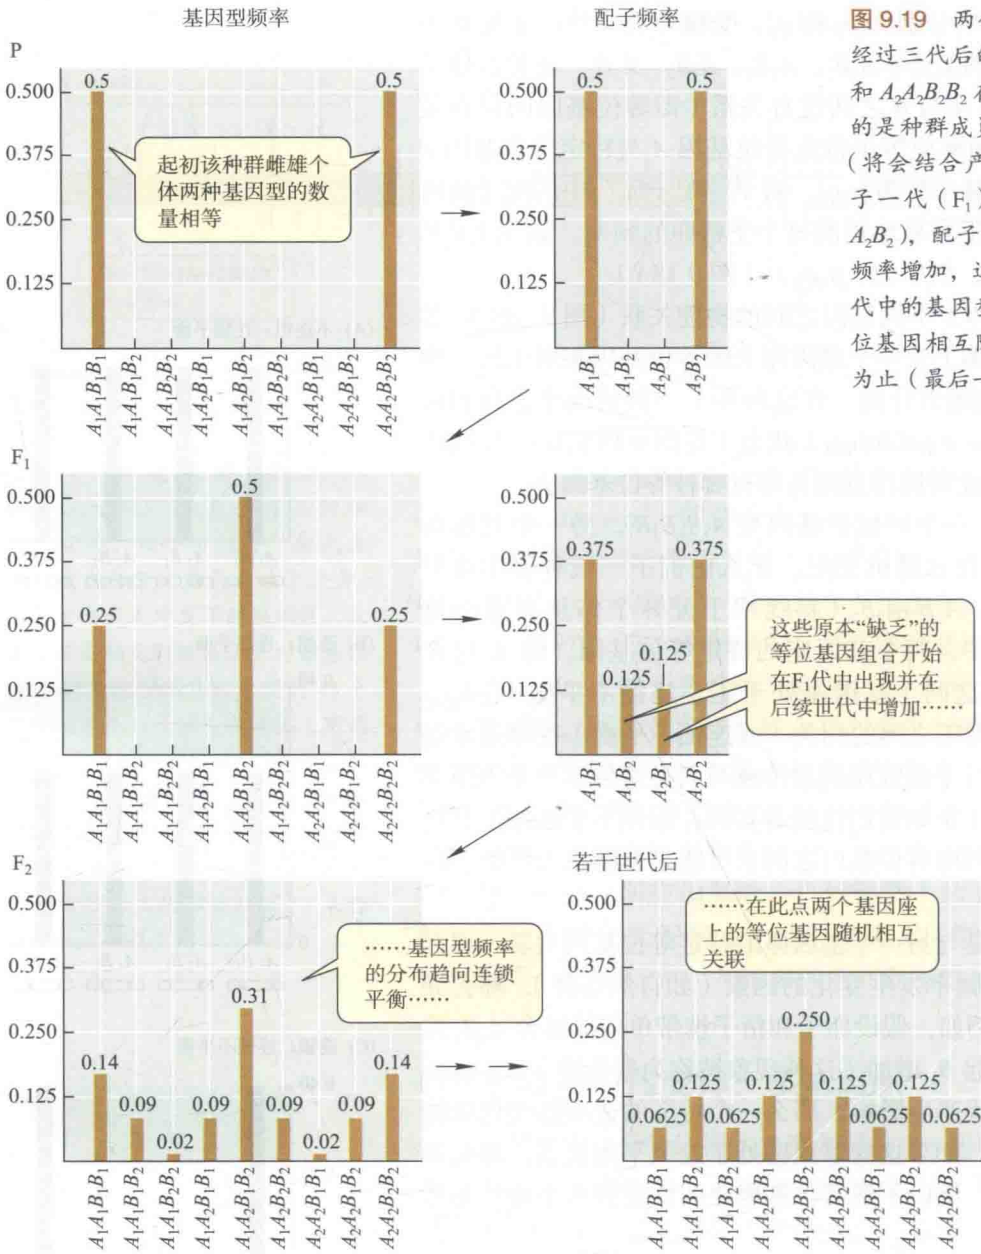 基因型频率
配子频率
图 9.19 两
经过三代后
和 A₂A₂B₂B₂ 在
的是种群成
(将会结合产
子一代 (F₁)
A₂B₂), 配子
频率增加,
代中的基因
位基因相互
为止 (最后一
P
0.500
0.375
0.250
0.125
0.5
0.5
起初该种群雌雄个
体两种基因型的数
量相等
A₁A₁B₁B₁
A₁A₁B₁B₂
A₁A₁B₂B₂
A₁A₂B₁B₁
A₁A₂B₁B₂
A₁A₂B₂B₂
A₂A₂B₁B₁
A₂A₂B₁B₂
A₂A₂B₂B₂
0.500
0.375
0.250
0.125
0.5
0.5
A₁B₁
A₁B₂
A₂B₁
A₂B₂
F₁
0.500
0.375
0.250
0.125
0.25
0.5
0.25
A₁A₁B₁B₁
A₁A₁B₁B₂
A₁A₁B₂B₂
A₁A₂B₁B₁
A₁A₂B₁B₂
A₁A₂B₂B₂
A₂A₂B₁B₁
A₂A₂B₁B₂
A₂A₂B₂B₂
0.500
0.375
0.250
0.125
0.375
0.125
0.125
0.375
这些原本“缺乏”的
等位基因组合开始
在F₁代中出现并在
后续世代中增加……
A₁B₁
A₁B₂
A₂B₁
A₂B₂
F₂
0.500
0.375
0.250
0.125
0.14
0.09
0.02
0.09
0.31
0.09
0.02
0.09
0.14
……基因型频率
的分布趋向连锁
平衡……
A₁A₁B₁B₁
A₁A₁B₁B₂
A₁A₁B₂B₂
A₁A₂B₁B₁
A₁A₂B₁B₂
A₁A₂B₂B₂
A₂A₂B₁B₁
A₂A₂B₁B₂
A₂A₂B₂B₂
若干世代后
0.500
0.375
0.250
0.125
……在此点两个基因座
上的等位基因随机相互
关联
0.0625
0.125
0.0625
0.125
0.250
0.125
0.0625
0.125
0.0625
A₁A₁B₁B₁
A₁A₁B₁B₂
A₁A₁B₂B₂
A₁A₂B₁B₁
A₁A₂B₁B₂
A₁A₂B₂B₂
A₂A₂B₁B₁
A₂A₂B₁B₂
A₂A₂B₂B₂